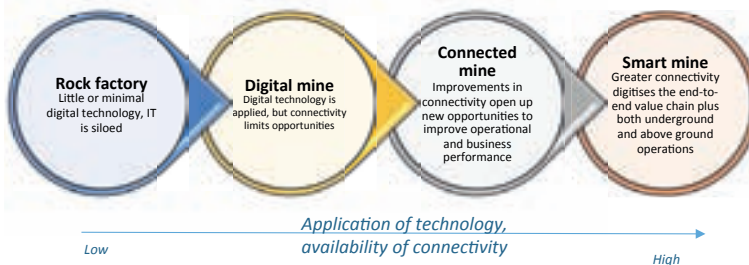 Rock factory
Little or minimal
digital technology, IT
is siloed
Digital mine
Digital technology is
applied, but connectivity
limits opportunities
Connected
mine
Improvements in
connectivity open up
new opportunities to
improve operational
and business
performance
Smart mine
Greater connectivity
digitises the end-to-
end value chain plus
both underground
and above ground
operations
Application of technology,
availability of connectivity
Low
High